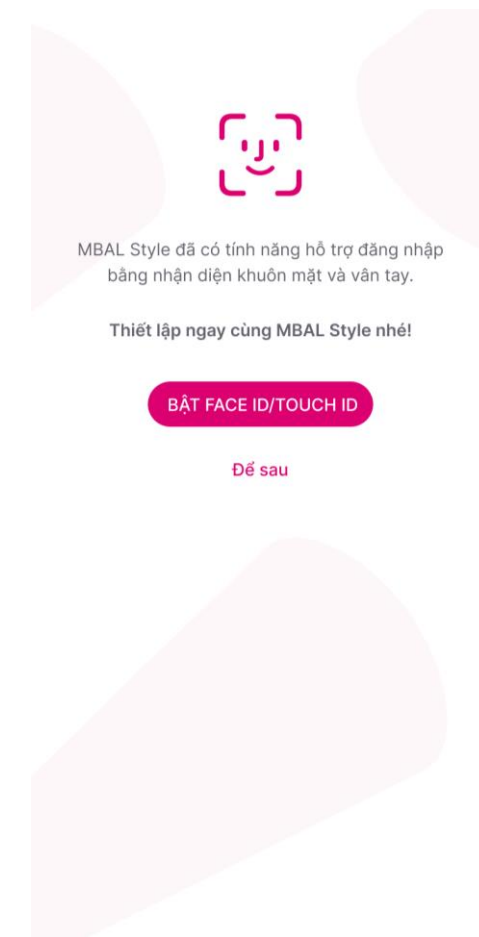 MBAL Style đã có tính năng hỗ trợ đăng nhập
bằng nhận diện khuôn mặt và vân tay.
Thiết lập ngay cùng MBAL Style nhé!
BẬT FACE ID/TOUCH ID
Để sau